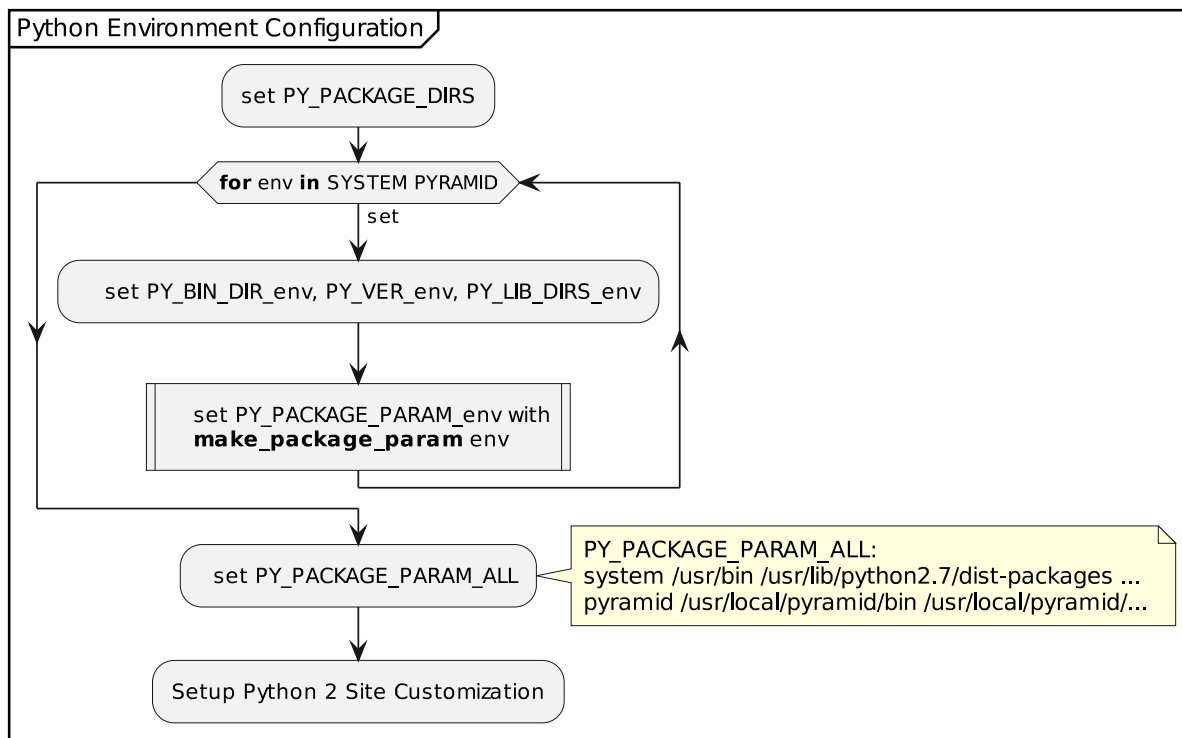 Python Environment Configuration
set PY_PACKAGE_DIRS
for env in SYSTEM PYRAMID
set
set PY_BIN_DIR_env, PY_VER_env, PY_LIB_DIRS_env
set PY_PACKAGE_PARAM_env with
make_package_param env
set PY_PACKAGE_PARAM_ALL
PY_PACKAGE_PARAM_ALL:
system /usr/bin /usr/lib/python2.7/dist-packages ...
pyramid /usr/local/pyramid/bin /usr/local/pyramid/...
Setup Python 2 Site Customization